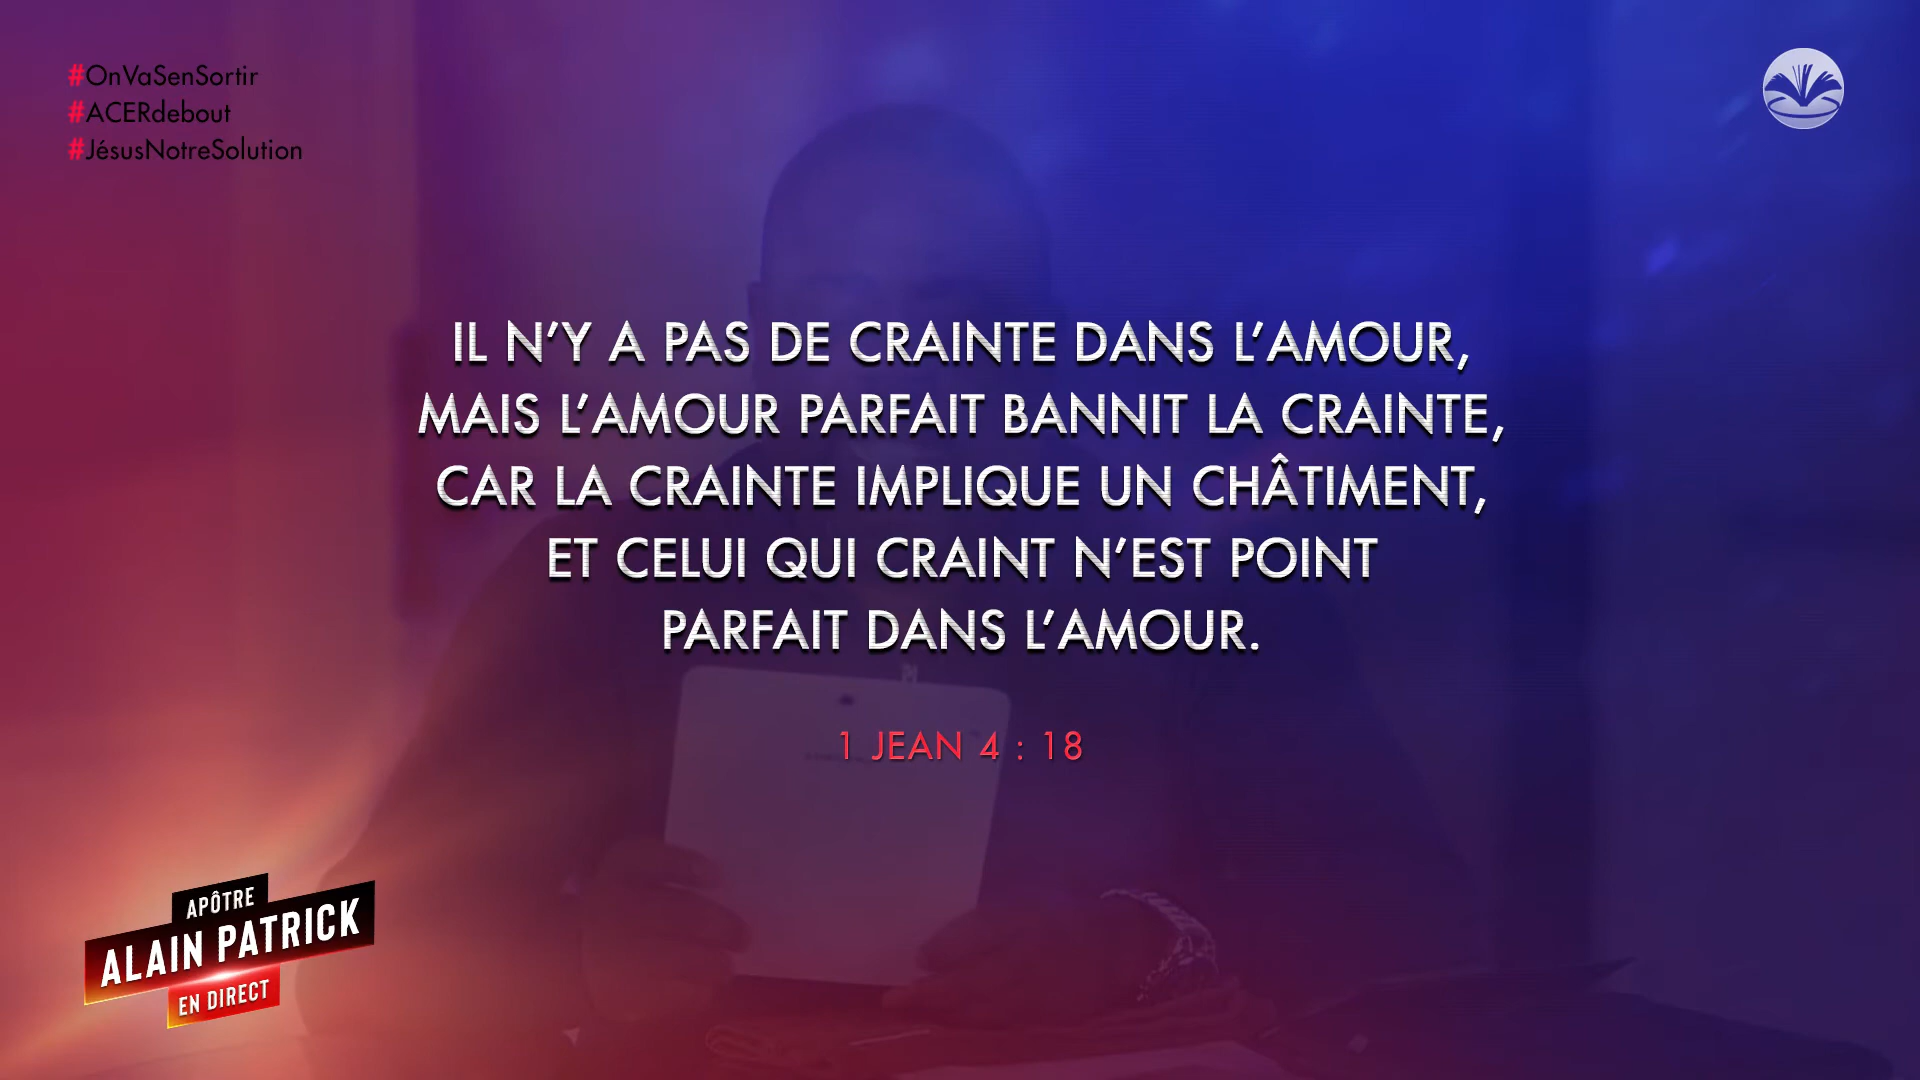 #OnVaSenSortir
#ACERdebout
#JésusNotreSolution
IL N’Y A PAS DE CRAINTE DANS L’AMOUR,
MAIS L’AMOUR PARFAIT BANNIT LA CRAINTE,
CAR LA CRAINTE IMPLIQUE UN CHÂTIMENT,
ET CELUI QUI CRAINT N’EST POINT
PARFAIT DANS L’AMOUR.
1 JEAN 4 : 18
APÔTRE
ALAIN PATRICK
EN DIRECT